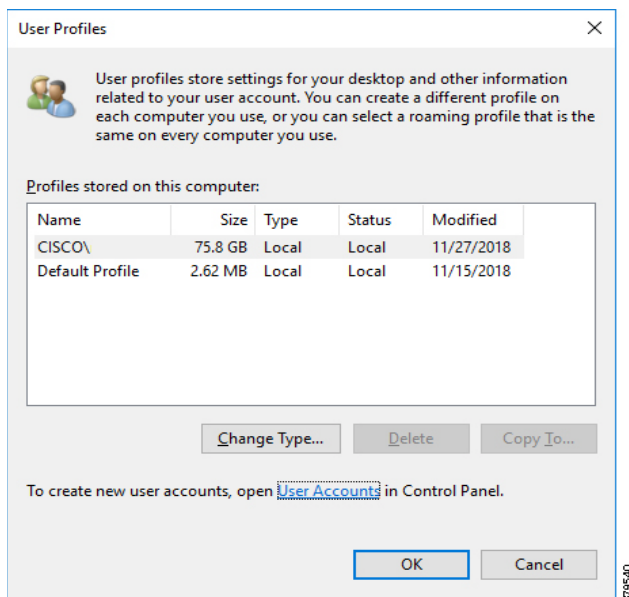 User Profiles
User profiles store settings for your desktop and other information
related to your user account. You can create a different profile on
each computer you use, or you can select a roaming profile that is the
same on every computer you use.
Profiles stored on this computer:
Name Size Type Status Modified
CISCO\ 75.8 GB Local Local 11/27/2018
Default Profile 2.62 MB Local Local 11/15/2018
Change Type... Delete Copy To...
To create new user accounts, open User Accounts in Control Panel.
OK Cancel